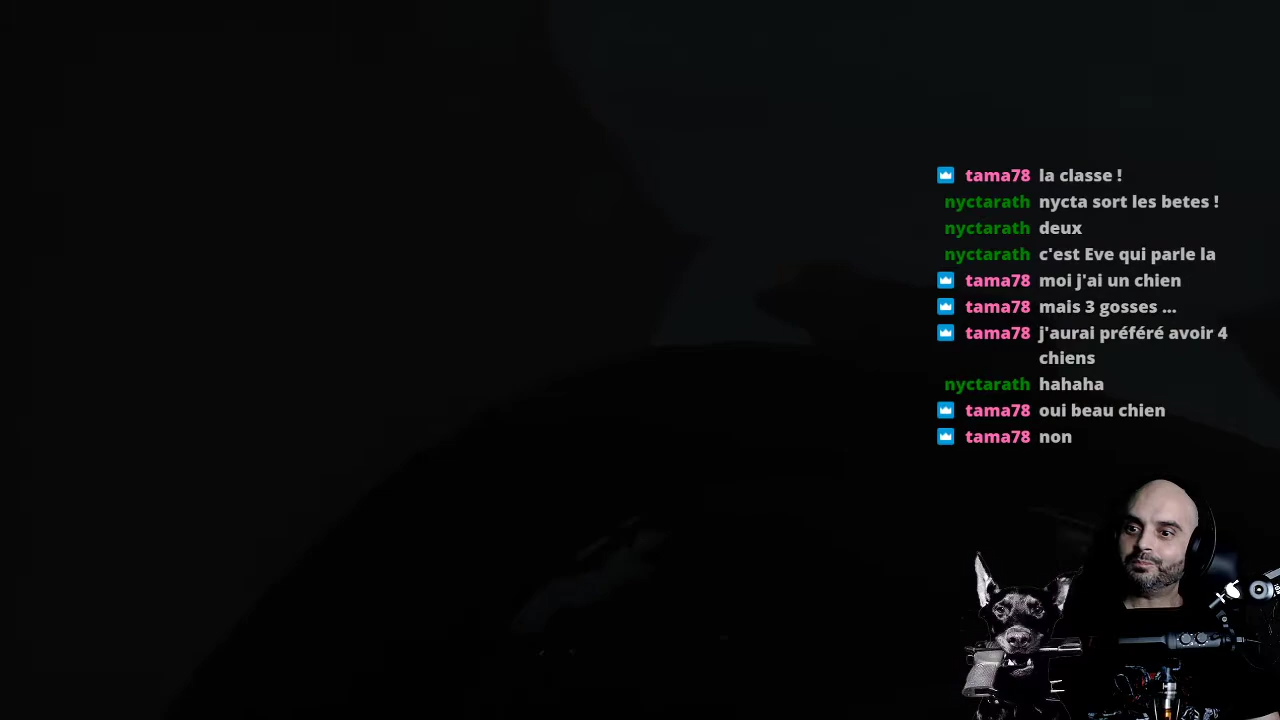 tama78 la classe !
nyctarath nycta sort les betes !
nyctarath deux
nyctarath c'est Eve qui parle la
tama78 moi j'ai un chien
tama78 mais 3 gosses ...
tama78 j'aurai préféré avoir 4
chiens
nyctarath hahaha
tama78 oui beau chien
tama78 non